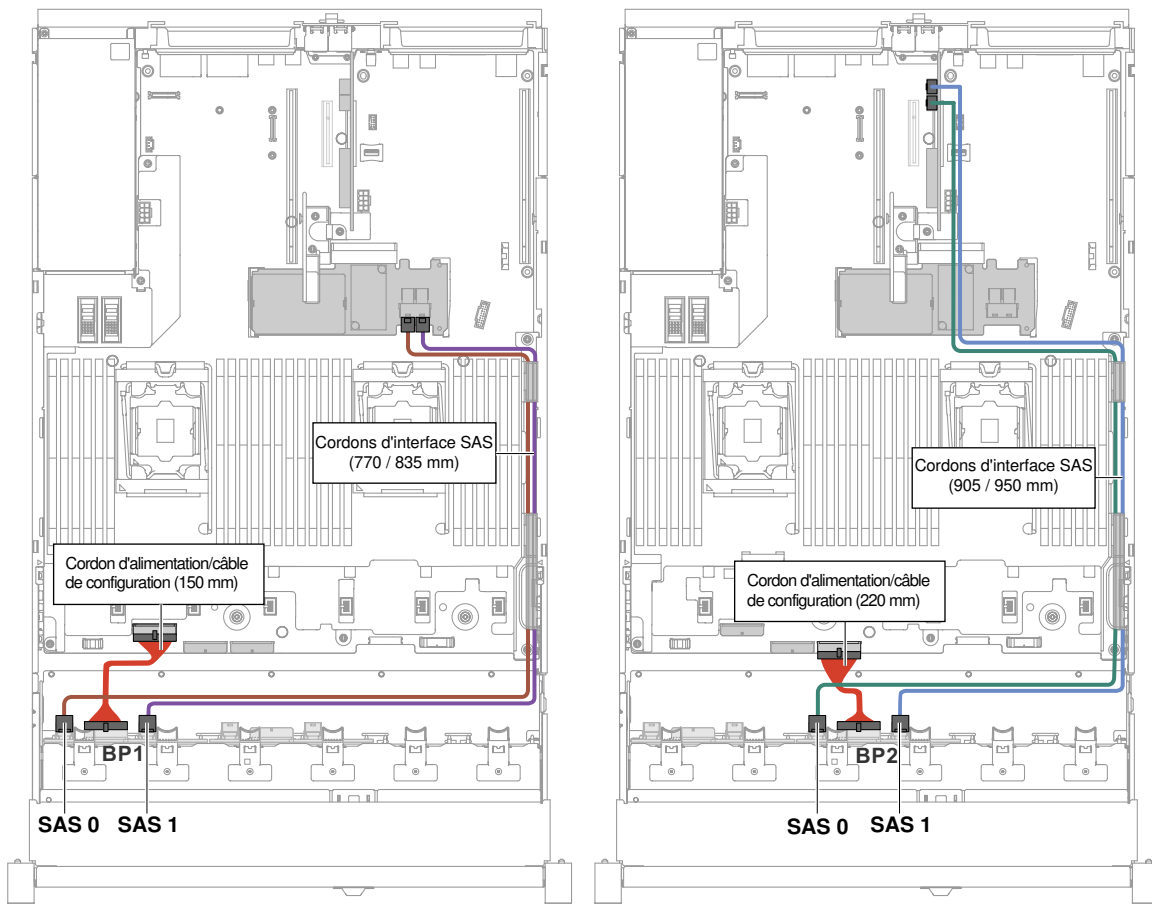 Cordons d'interface SAS
(770 / 835 mm)
Cordon d'alimentation/câble
de configuration (150 mm)
BP1
SAS 0 SAS 1
Cordons d'interface SAS
(905 / 950 mm)
Cordon d'alimentation/câble
de configuration (220 mm)
BP2
SAS 0 SAS 1